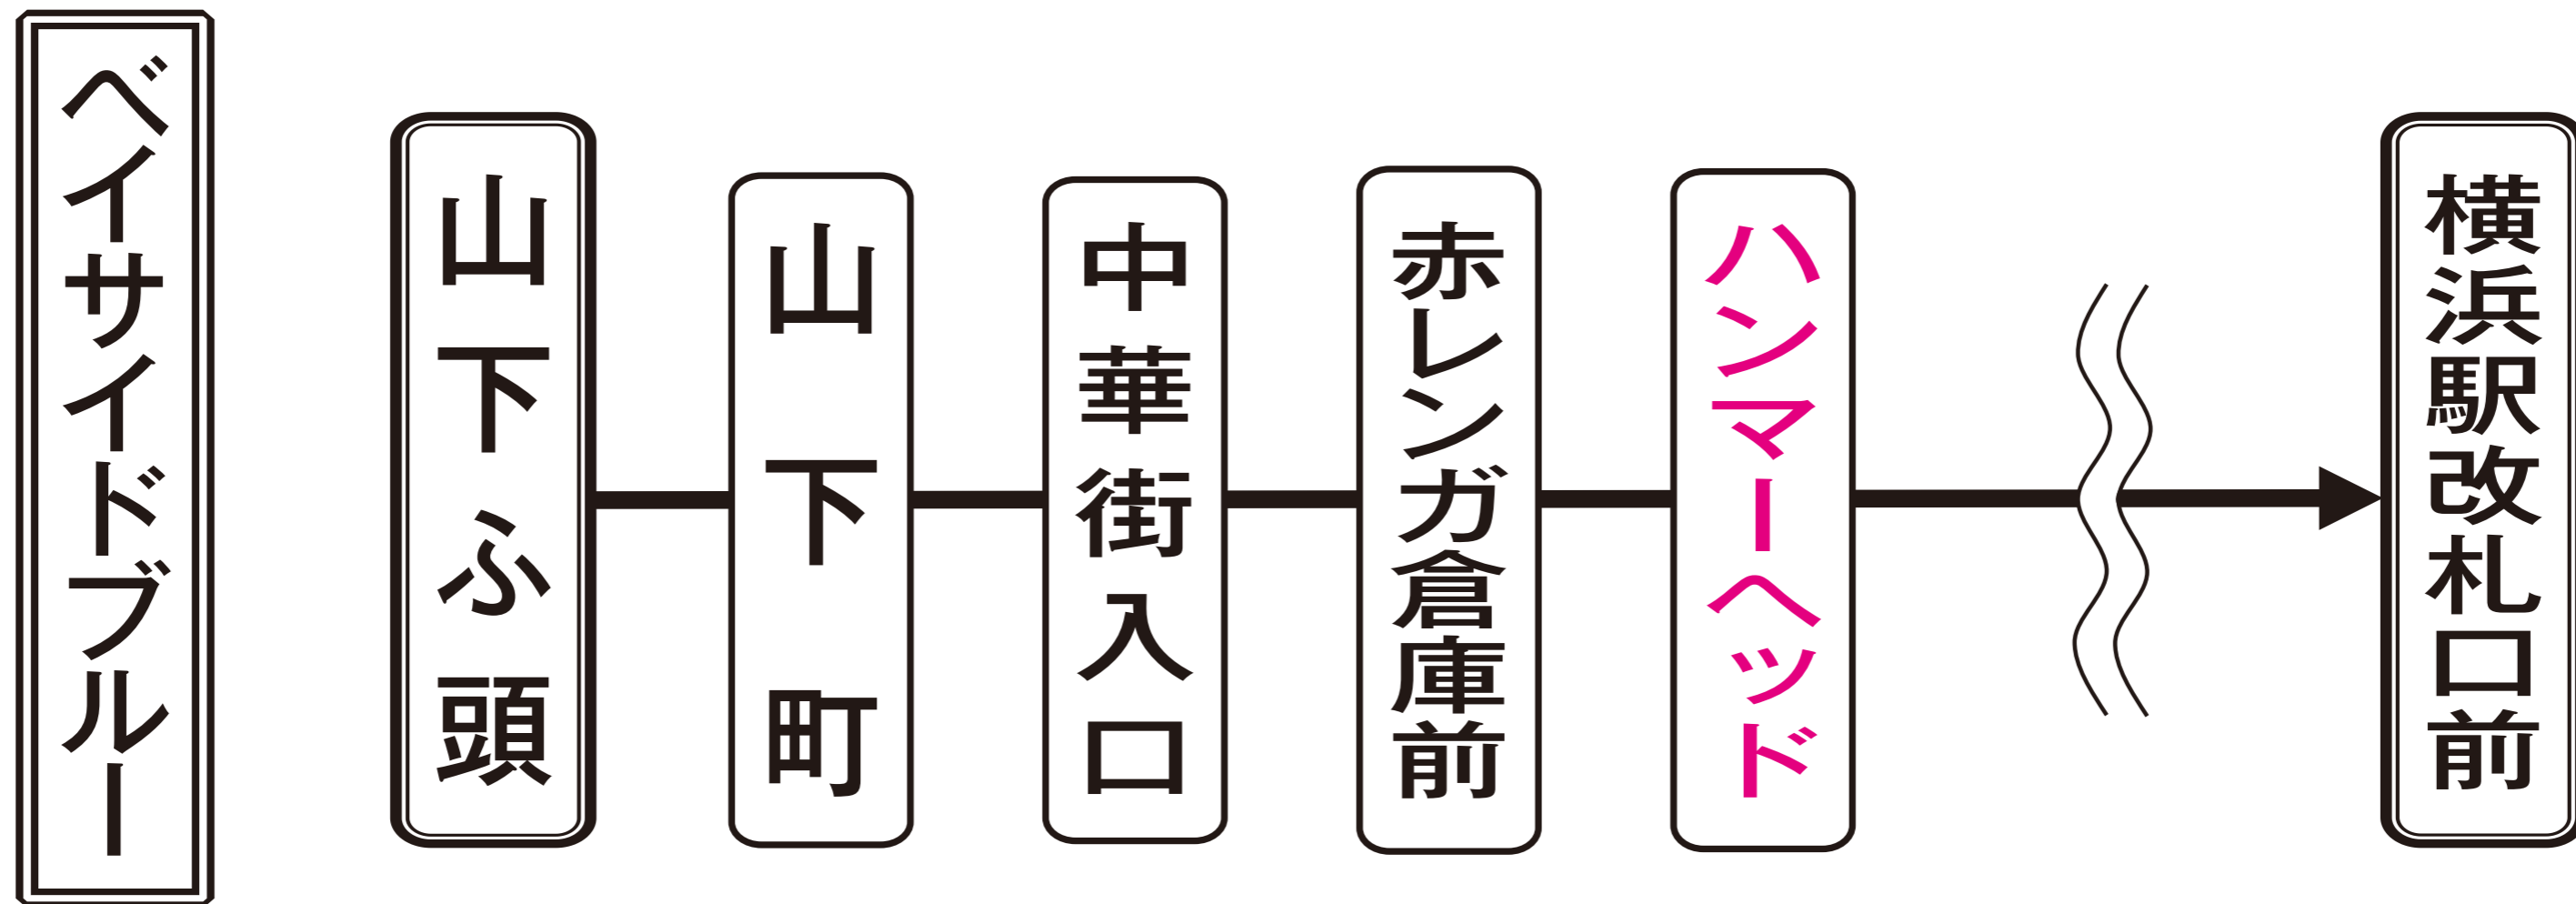 ベイサイドブルー
山下ふ頭
山下町
中華街入口
赤レンガ倉庫前
ハンマーヘッド
横浜駅改札口前